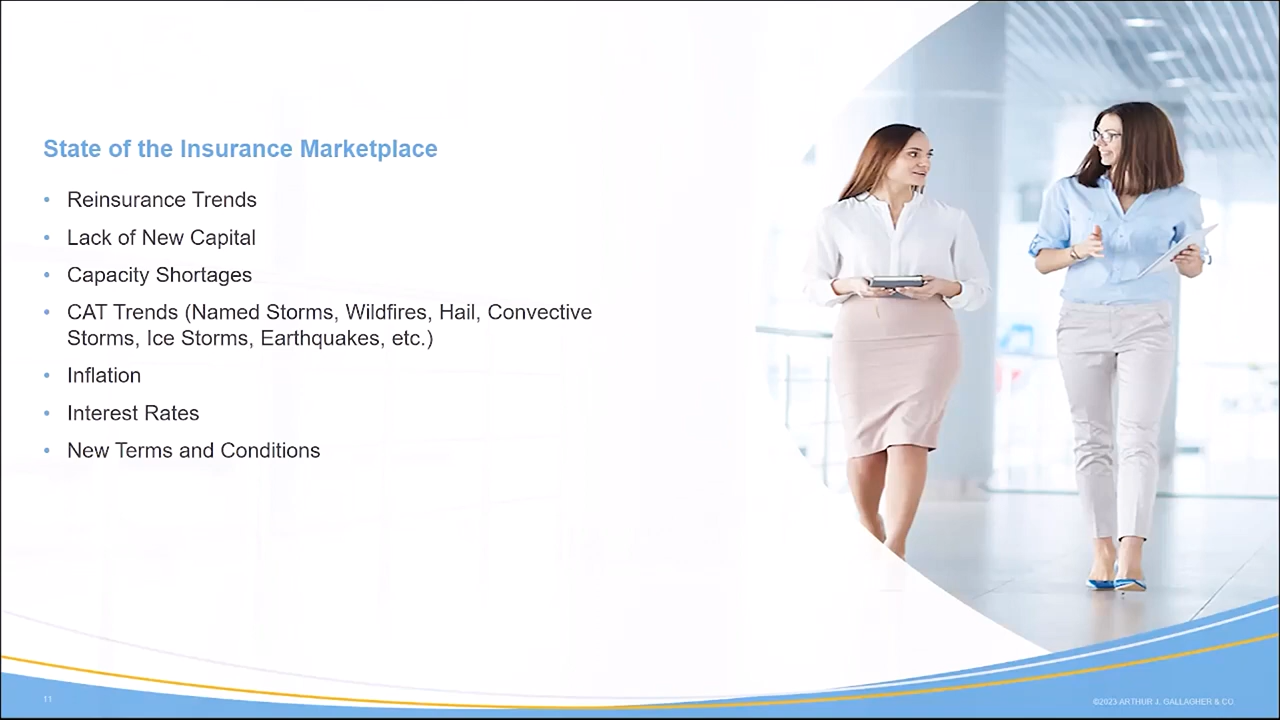 State of the Insurance Marketplace
• Reinsurance Trends
• Lack of New Capital
• Capacity Shortages
• CAT Trends (Named Storms, Wildfires, Hail, Convective
Storms, Ice Storms, Earthquakes, etc.)
• Inflation
• Interest Rates
• New Terms and Conditions
11
©2023 ARTHUR J. GALLAGHER & CO.